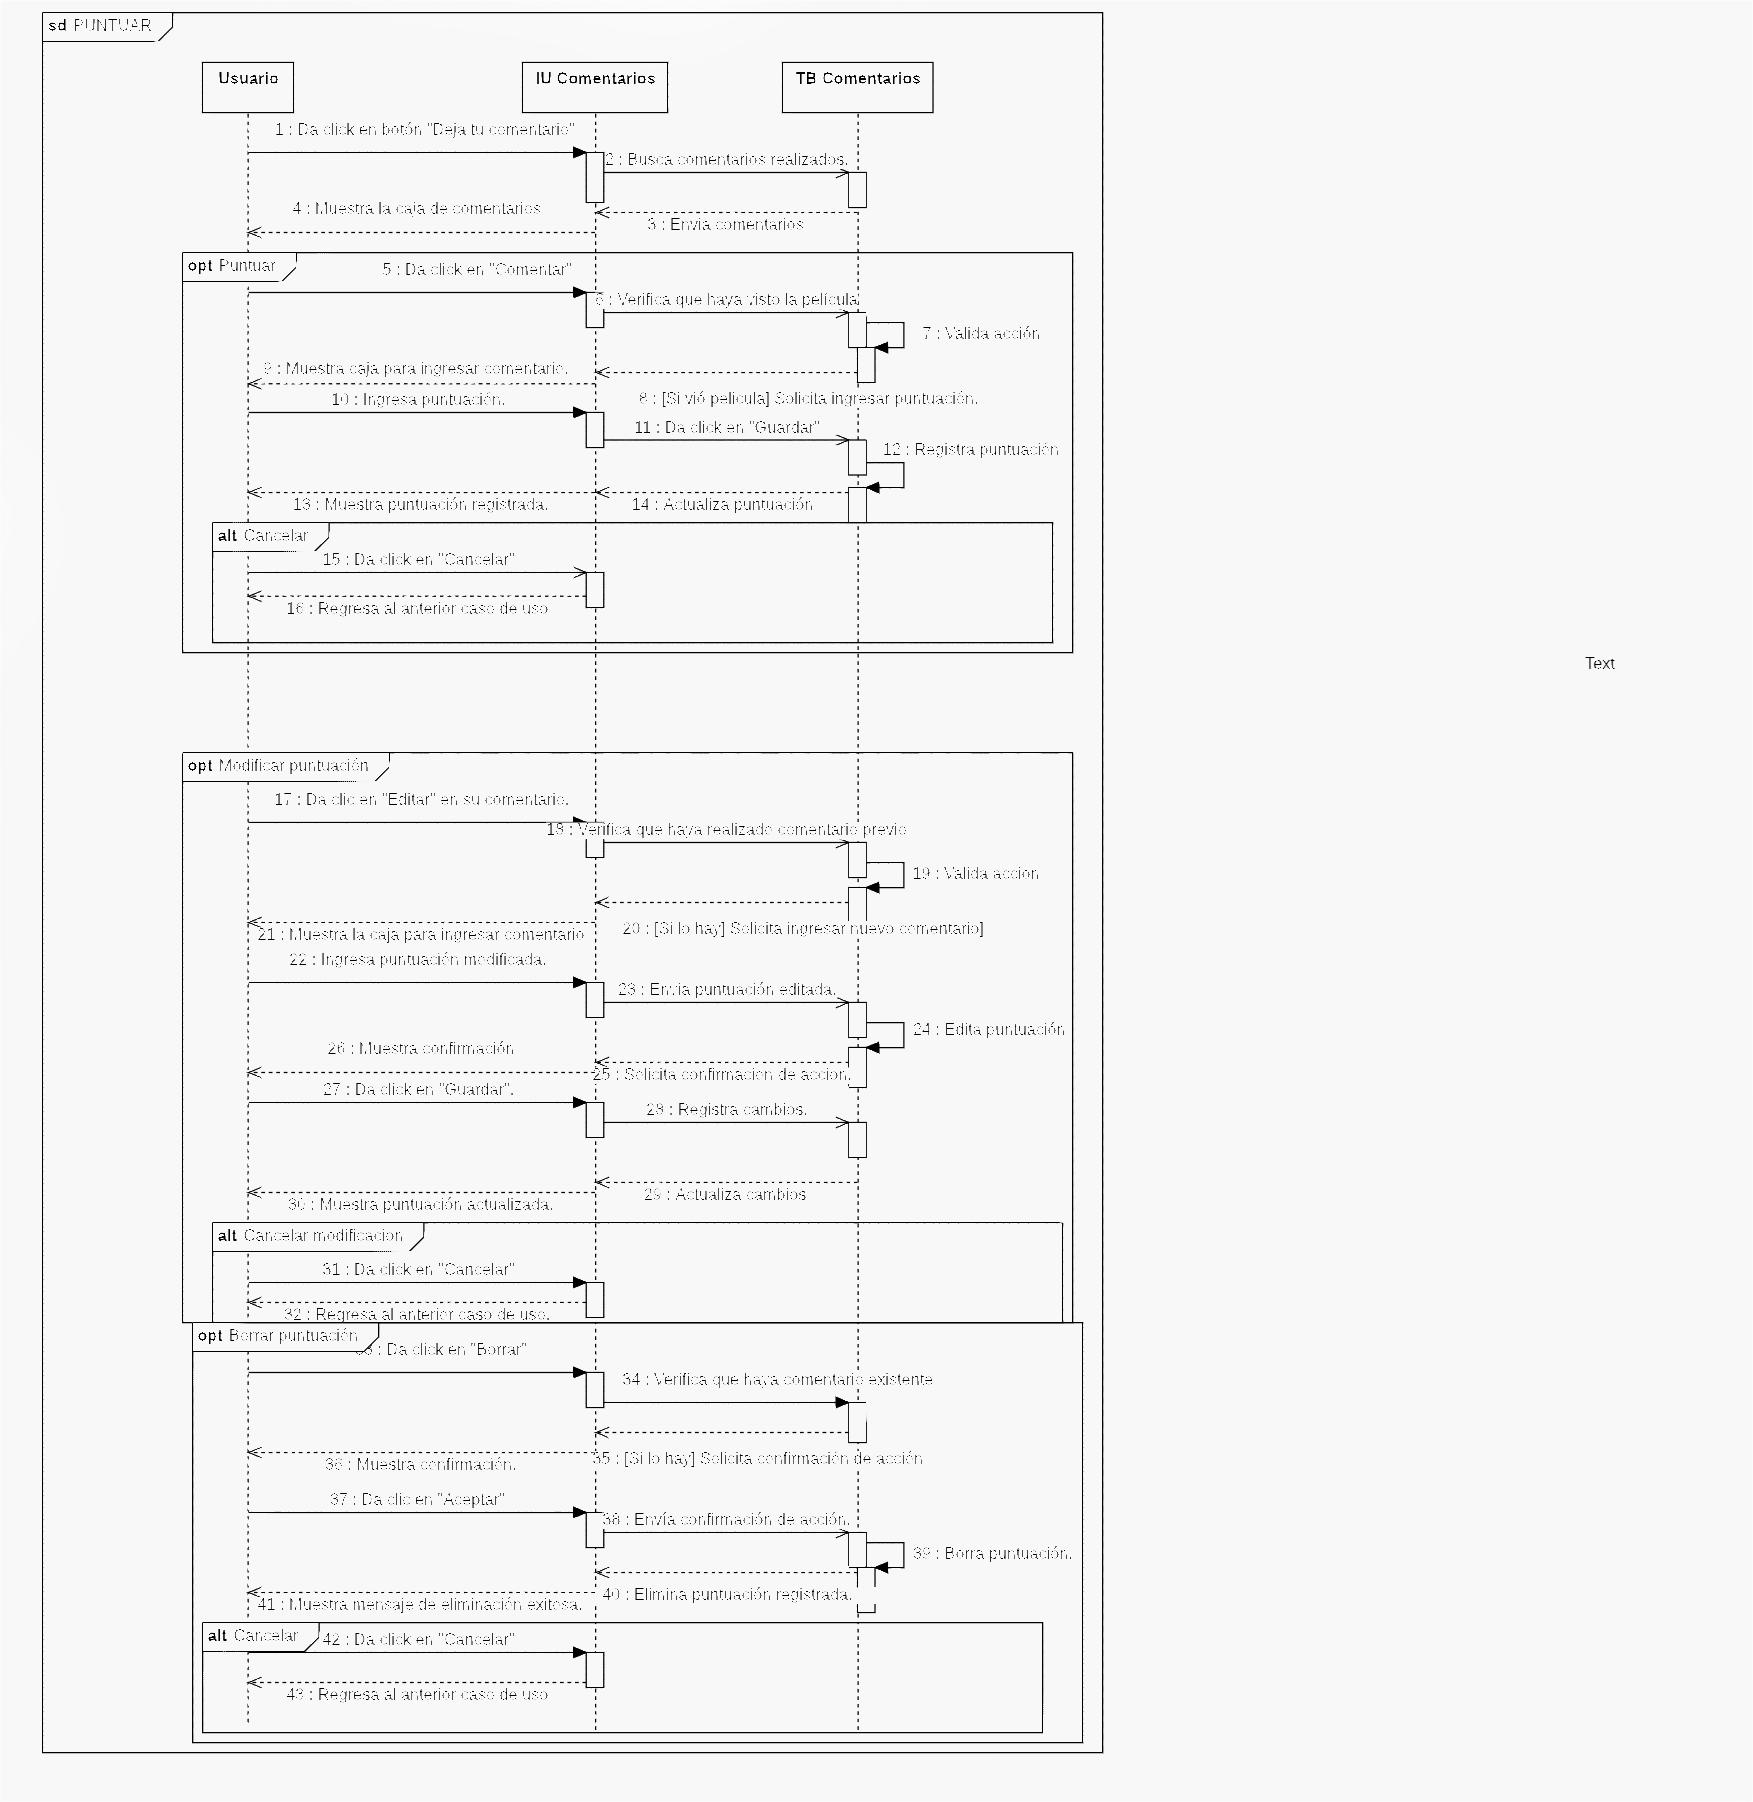 sd PUNTUAR
Usuario
IU Comentarios
TB Comentarios
1 : Da click en botón "Deja tu comentario"
2 : Busca comentarios realizados.
4 : Muestra la caja de comentarios
3 : Envia comentarios
opt Puntuar
5 : Da click en "Comentar"
6 : Verifica que haya visto la película
7 : Valida acción
9 : Muestra caja para ingresar comentario.
8 : [Si vió pelicula] Solicita ingresar puntuación.
10 : Ingresa puntuación.
11 : Da click en "Guardar"
12 : Registra puntuación
13 : Muestra puntuación registrada.
14 : Actualiza puntuación
alt Cancelar
15 : Da click en "Cancelar"
16 : Regresa al anterior caso de uso
Text
opt Modificar puntuación
17 : Da clic en "Editar" en su comentario.
18 : Verifica que haya realizado comentario previo
19 : Valida accion
21 : Muestra la caja para ingresar comentario
20 : [Si lo hay] Solicita ingresar nuevo comentario]
22 : Ingresa puntuación modificada.
23 : Envia puntuación editada.
24 : Edita puntuación
26 : Muestra confirmación
25 : Solicita confirmacion de accion.
27 : Da click en "Guardar".
28 : Registra cambios.
29 : Actualiza cambios
30 : Muestra puntuación actualizada.
alt Cancelar modificacion
31 : Da click en "Cancelar"
32 : Regresa al anterior caso de uso.
opt Borrar puntuación
33 : Da click en "Borrar"
34 : Verifica que haya comentario existente
35 : [Si lo hay] Solicita confirmación de acción
36 : Muestra confirmación.
37 : Da clic en "Aceptar"
38 : Envía confirmación de acción.
39 : Borra puntuación.
40 : Elimina puntuación registrada.
41 : Muestra mensaje de eliminación exitosa.
alt Cancelar
42 : Da click en "Cancelar"
43 : Regresa al anterior caso de uso